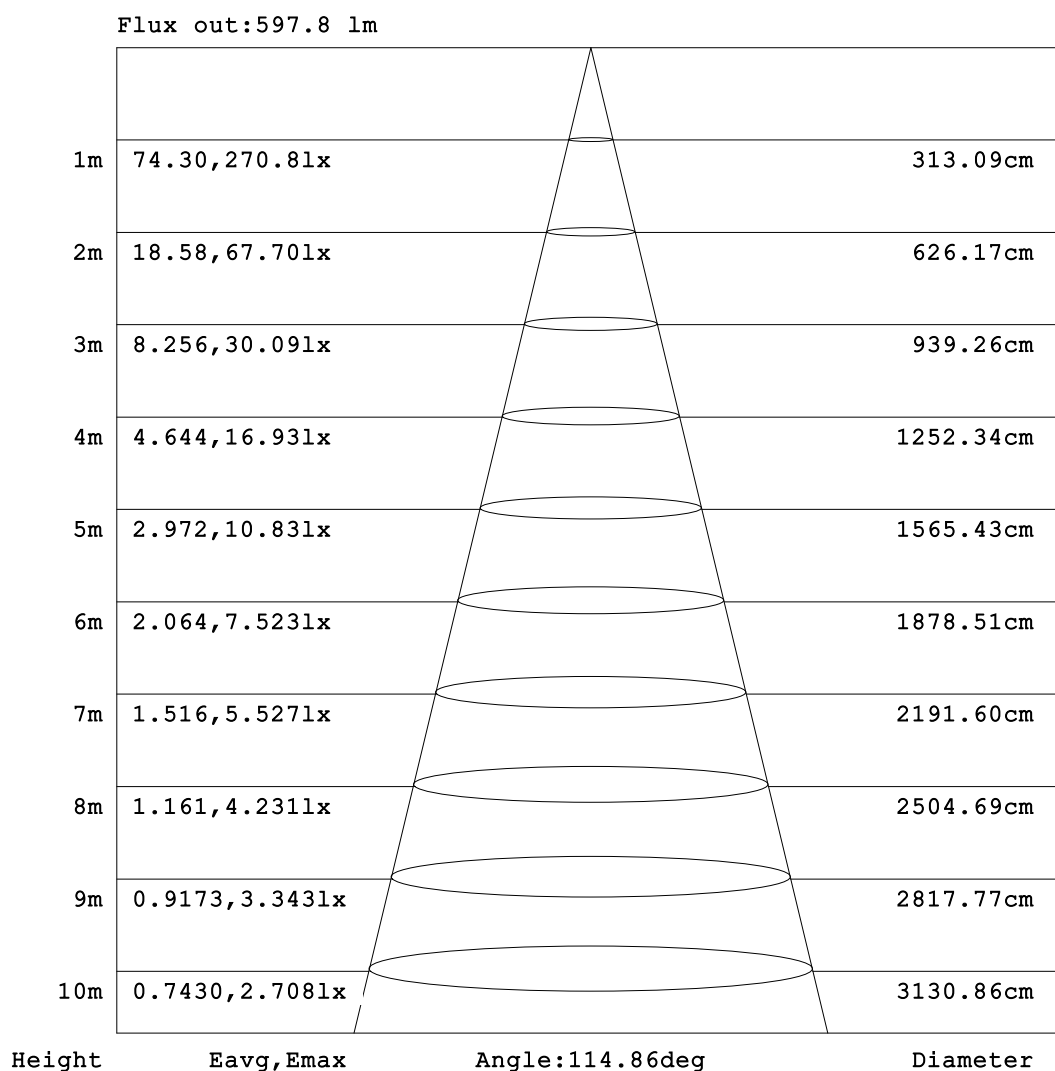 Flux out:597.8 lm
1m 74.30,270.8lx 313.09cm
2m 18.58,67.70lx 626.17cm
3m 8.256,30.09lx 939.26cm
4m 4.644,16.93lx 1252.34cm
5m 2.972,10.83lx 1565.43cm
6m 2.064,7.523lx 1878.51cm
7m 1.516,5.527lx 2191.60cm
8m 1.161,4.231lx 2504.69cm
9m 0.9173,3.343lx 2817.77cm
10m 0.7430,2.708lx 3130.86cm
Height Eavg,Emax Angle:114.86deg Diameter